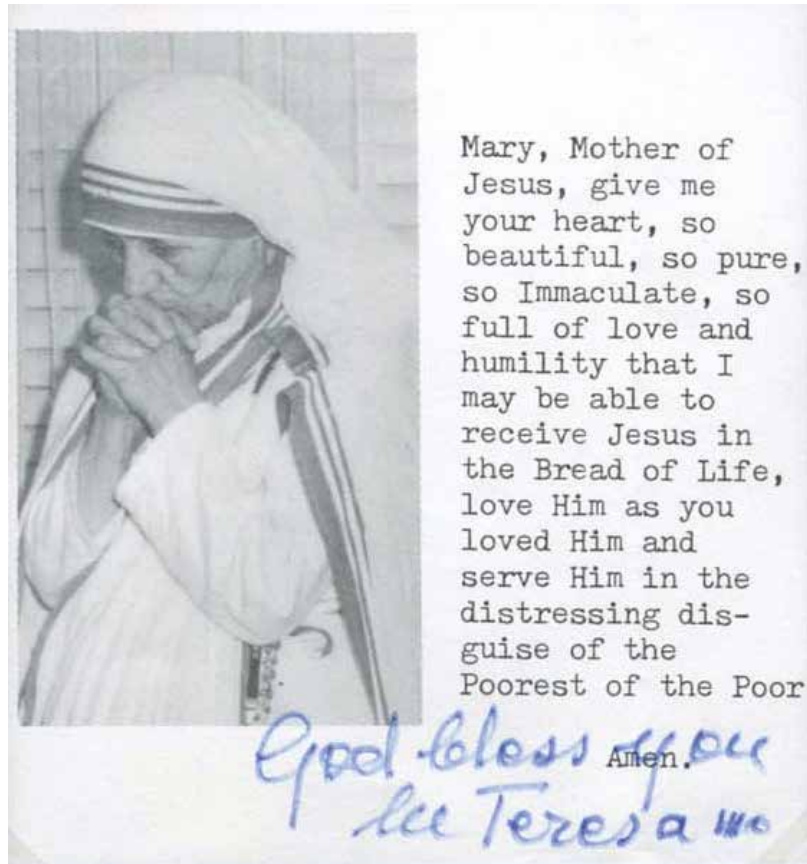 Mary, Mother of
Jesus, give me
your heart, so
beautiful, so pure,
so Immaculate, so
full of love and
humility that I
may be able to
receive Jesus in
the Bread of Life,
love Him as you
loved Him and
serve Him in the
distressing dis-
guise of the
Poorest of the Poor
Amen.
God bless you
Teresa mc